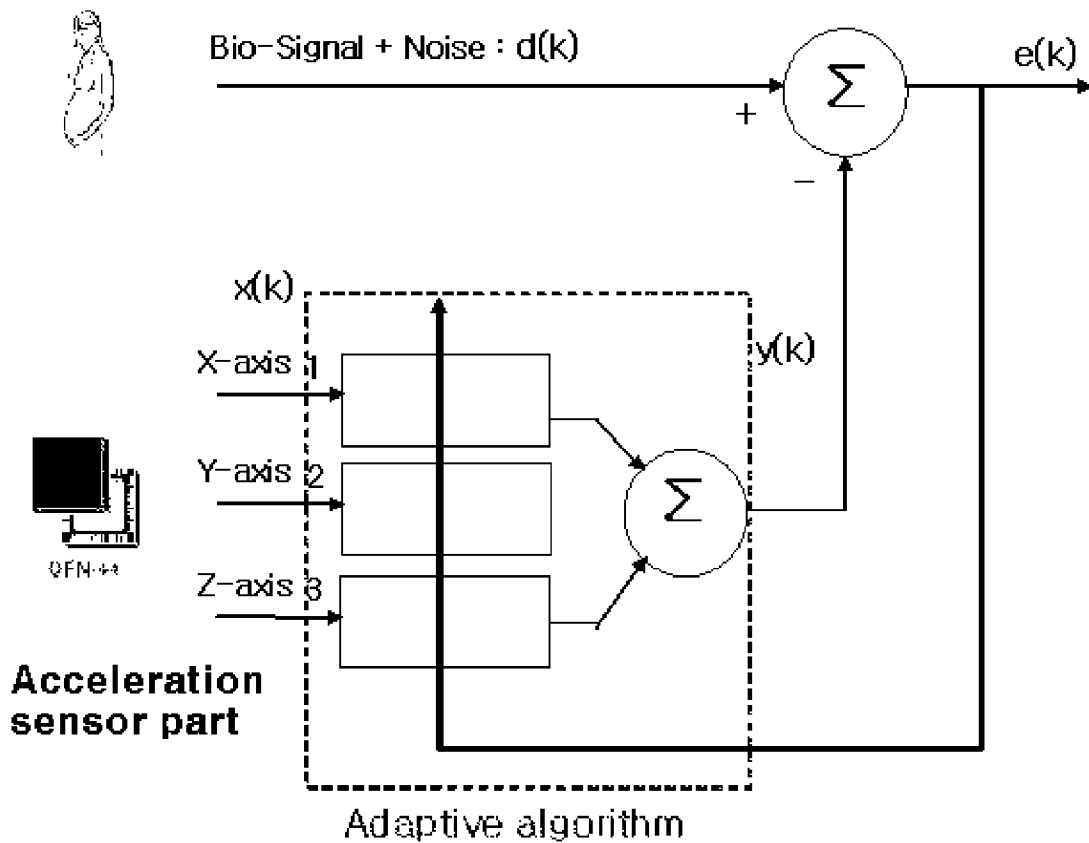 Bio-Signal + Noise : d(k)
Σ
e(k)
+
−
x(k)
X-axis 1
y(k)
Y-axis 2
Σ
Z-axis 3
Acceleration
sensor part
Adaptive algorithm